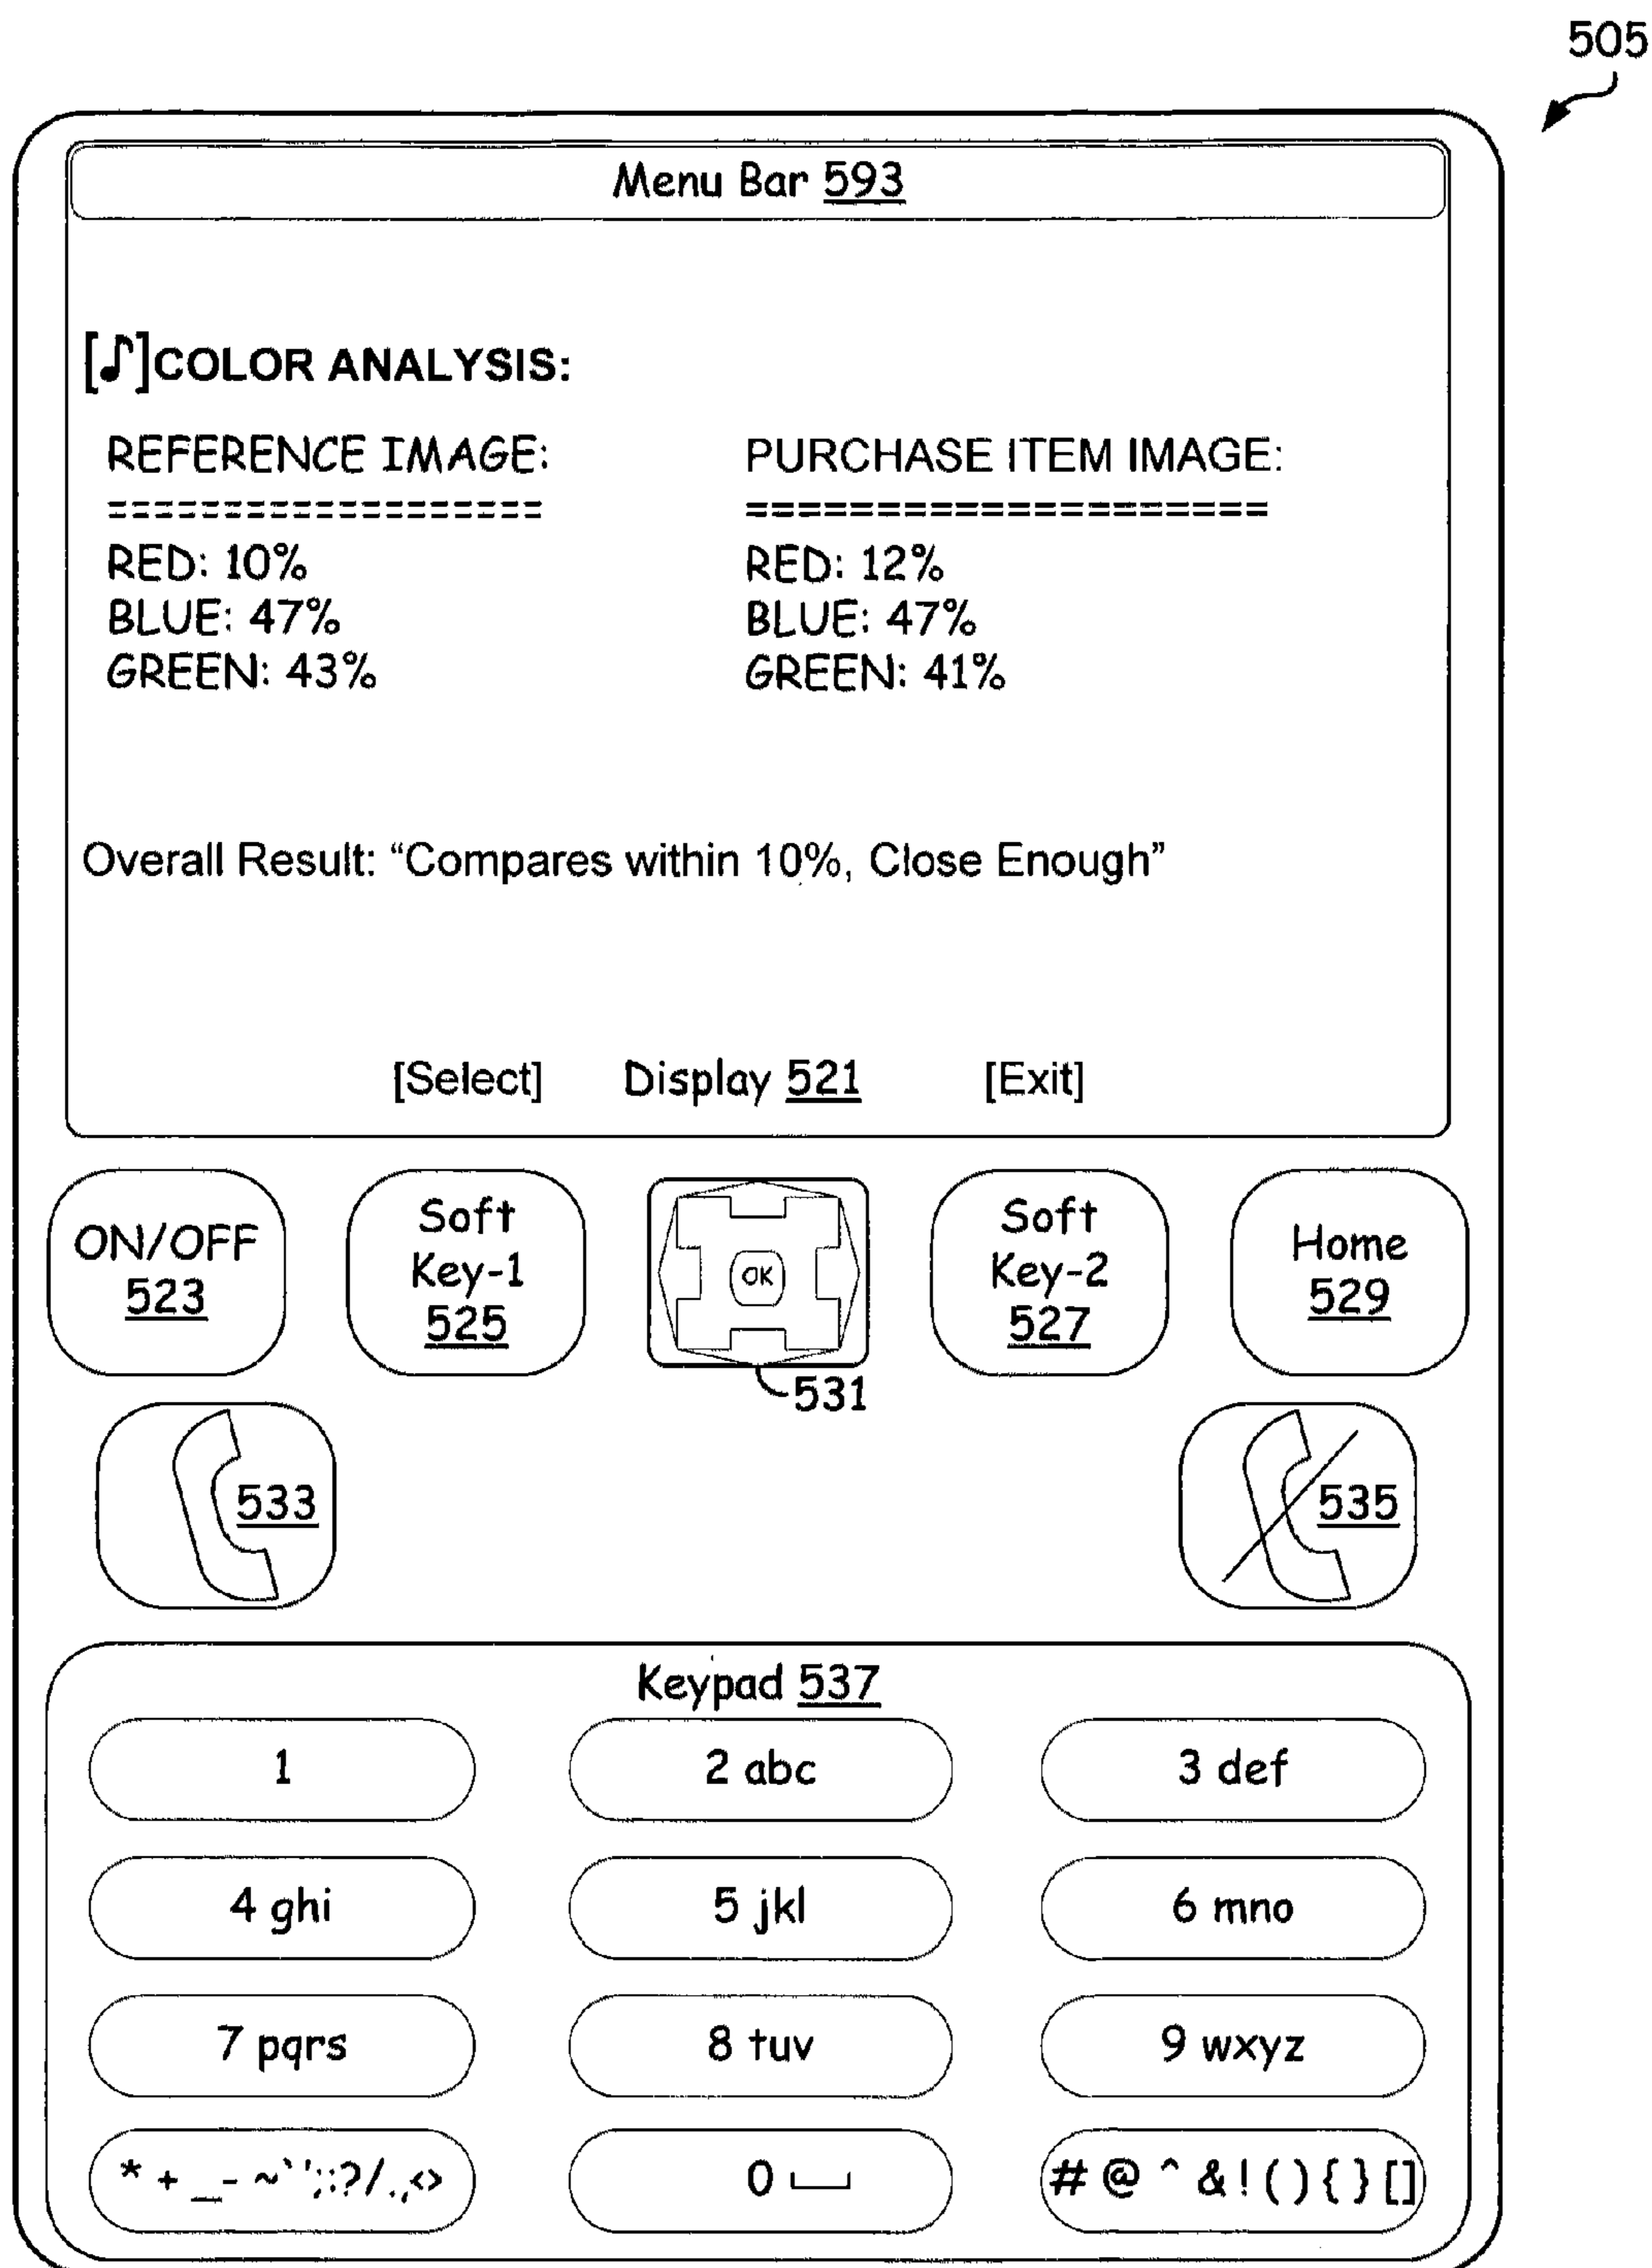 505
Menu Bar 593
[♪]COLOR ANALYSIS:
REFERENCE IMAGE: PURCHASE ITEM IMAGE:
=================== ====================
RED: 10% RED: 12%
BLUE: 47% BLUE: 47%
GREEN: 43% GREEN: 41%
Overall Result: “Compares within 10%, Close Enough”
[Select] Display 521 [Exit]
ON/OFF
523
Soft
Key-1
525
OK
531
Soft
Key-2
527
Home
529
533
535
Keypad 537
1 2 abc 3 def
4 ghi 5 jkl 6 mno
7 pqrs 8 tuv 9 wxyz
* + _ - ~ ` ' ; : ? / . , < > 0 ⎵ # @ ^ & ! ( ) { } [ ]